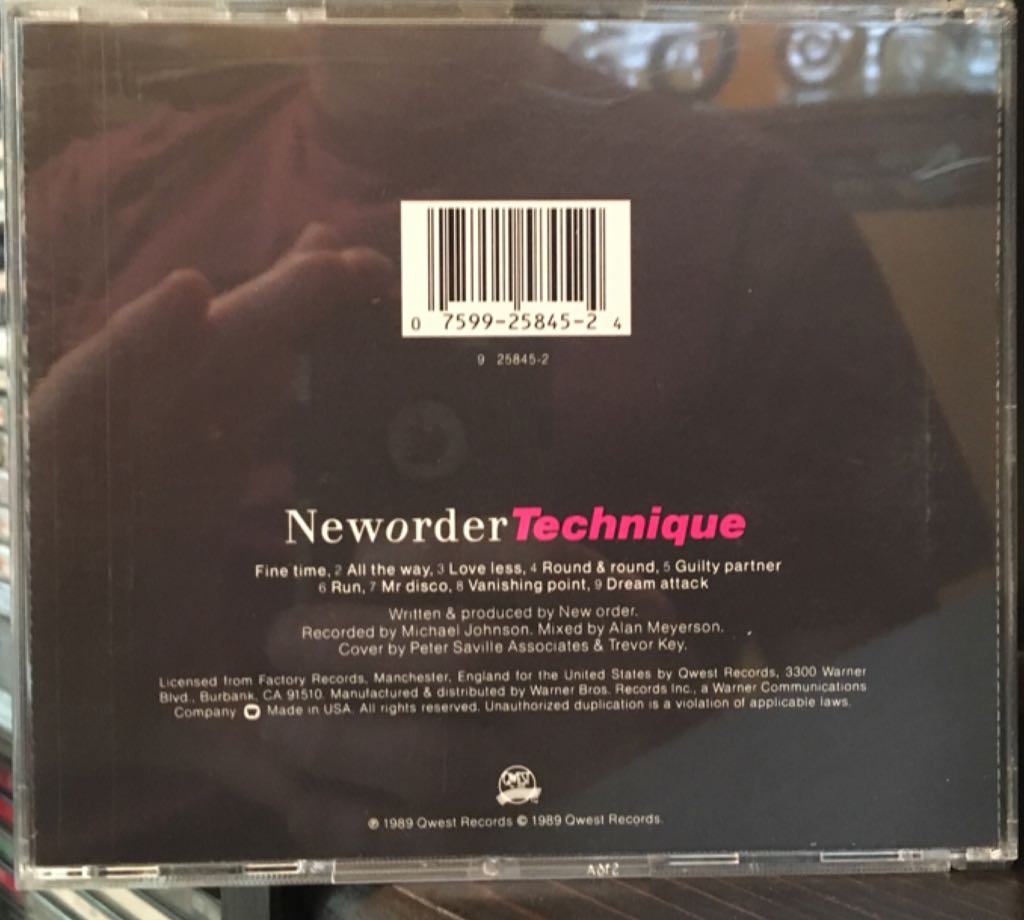 0 7599-25845-2 4
9 25845-2
Neworder Technique
Fine time, 2 All the way, 3 Love less, 4 Round & round, 5 Guilty partner
6 Run, 7 Mr disco, 8 Vanishing point, 9 Dream attack
Written & produced by New order.
Recorded by Michael Johnson. Mixed by Alan Meyerson.
Cover by Peter Saville Associates & Trevor Key.
Licensed from Factory Records, Manchester, England for the United States by Qwest Records, 3300 Warner
Blvd., Burbank, CA 91510. Manufactured & distributed by Warner Bros. Records Inc., a Warner Communications
Company Made in USA. All rights reserved. Unauthorized duplication is a violation of applicable laws.
QWEST
℗ 1989 Qwest Records © 1989 Qwest Records.